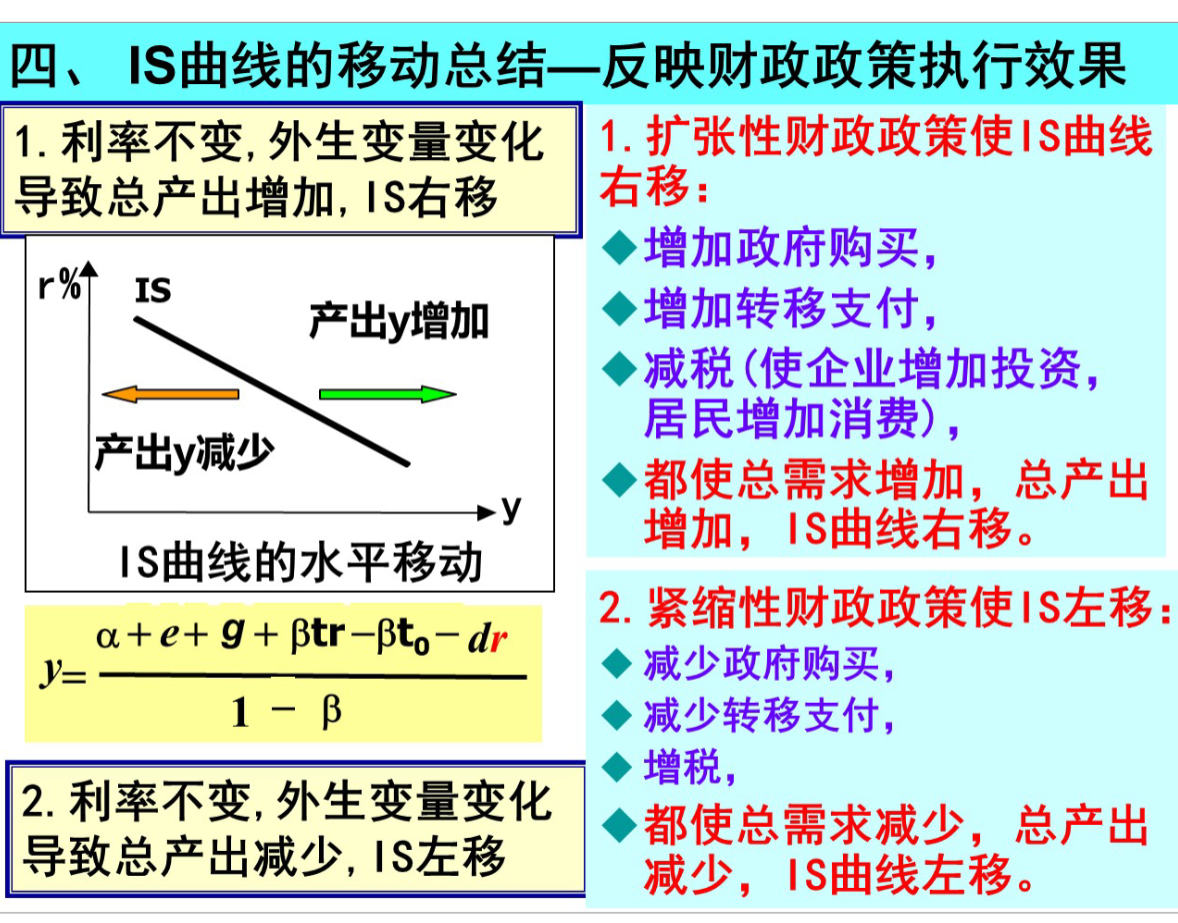 四、 IS曲线的移动总结—反映财政政策执行效果
1.利率不变,外生变量变化
导致总产出增加,IS右移
r%
IS
产出y增加
产出y减少
y
IS曲线的水平移动
y= (α+e+g+βtr−βt₀−dr) / (1 − β)
2.利率不变,外生变量变化
导致总产出减少,IS左移
1.扩张性财政政策使IS曲线
右移：
◆增加政府购买，
◆增加转移支付，
◆减税(使企业增加投资，
居民增加消费)，
◆都使总需求增加，总产出
增加，IS曲线右移。
2.紧缩性财政政策使IS左移：
◆减少政府购买，
◆减少转移支付，
◆增税，
◆都使总需求减少，总产出
减少，IS曲线左移。